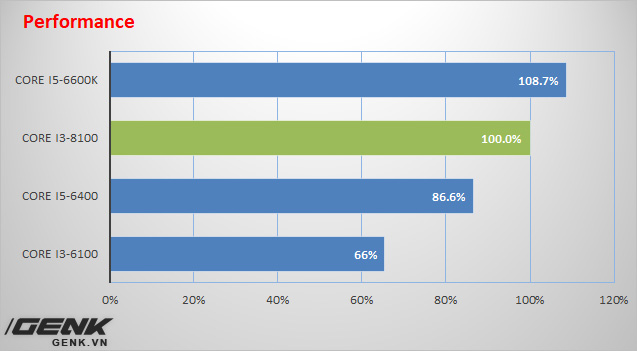 Performance
CORE I5-6600K
108.7%
CORE I3-8100
100.0%
CORE I5-6400
86.6%
CORE I3-6100
66%
0% 20% 40% 60% 80% 100% 120%
GENK
GENK.VN